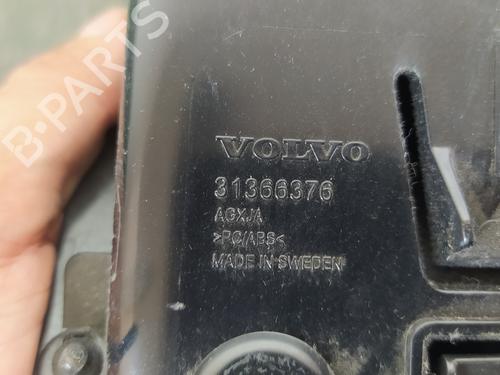 B-PARTS
VOLVO
31366376
AGXJA
>PC/ABS<
MADE IN SWEDEN